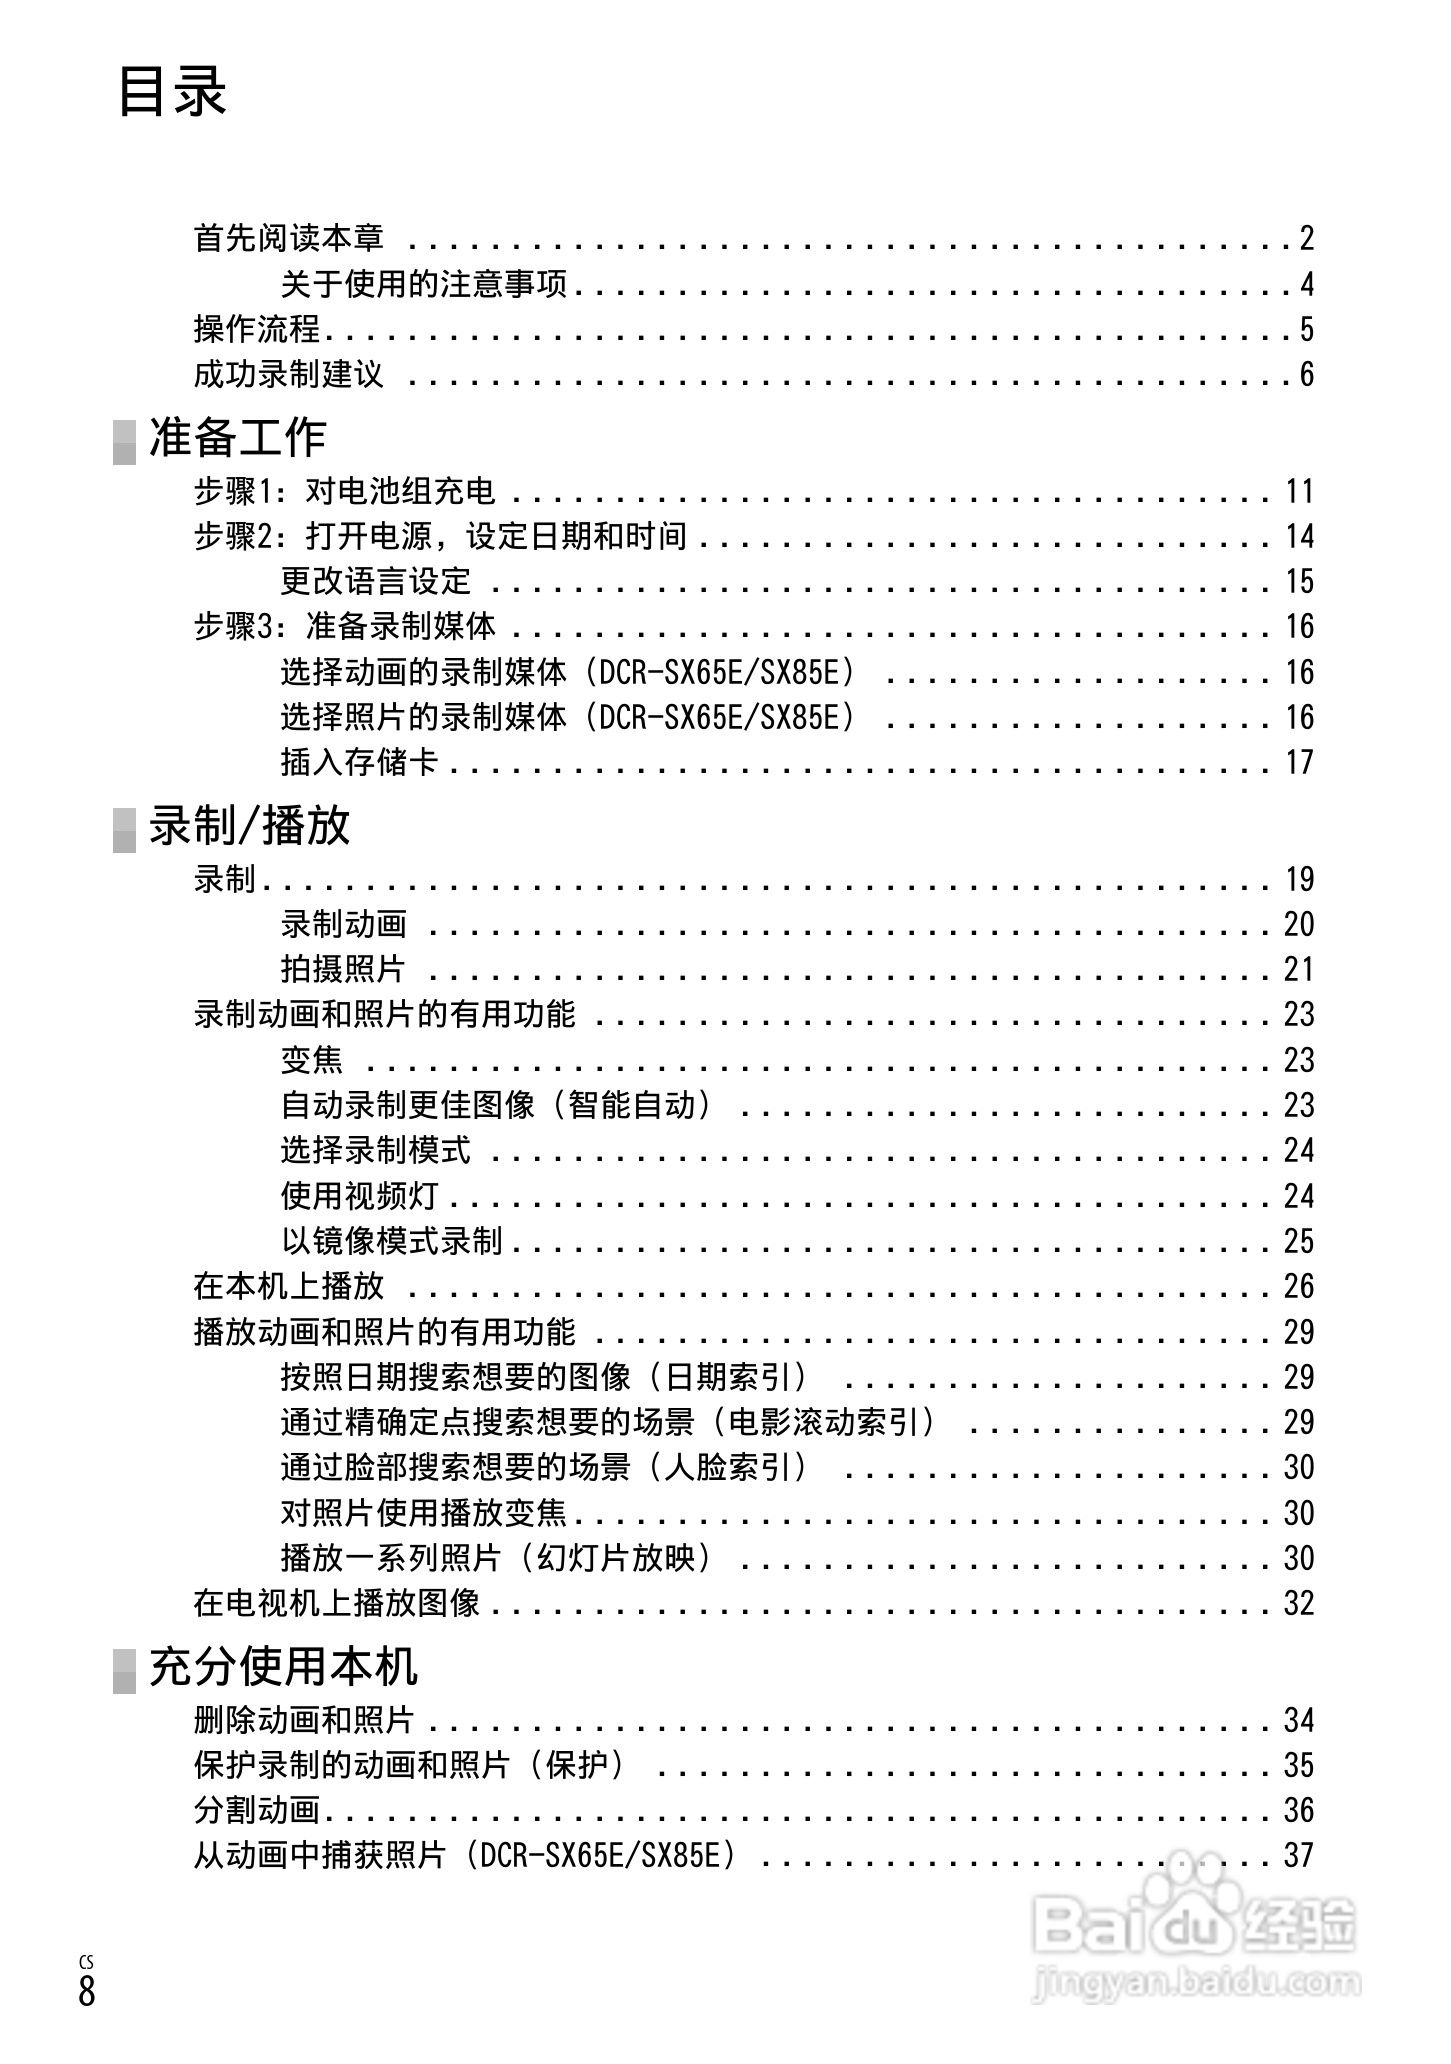 目录
首先阅读本章 . . . . . . . . . . . . . . . . . . . . . . . . . . . . . . . . . . . . . . . . . . . 2
关于使用的注意事项. . . . . . . . . . . . . . . . . . . . . . . . . . . . . . . . . . . 4
操作流程. . . . . . . . . . . . . . . . . . . . . . . . . . . . . . . . . . . . . . . . . . . . . . . 5
成功录制建议 . . . . . . . . . . . . . . . . . . . . . . . . . . . . . . . . . . . . . . . . . . . 6
准备工作
步骤1：对电池组充电 . . . . . . . . . . . . . . . . . . . . . . . . . . . . . . . . . . . . . 11
步骤2：打开电源，设定日期和时间 . . . . . . . . . . . . . . . . . . . . . . . . . . . . 14
更改语言设定 . . . . . . . . . . . . . . . . . . . . . . . . . . . . . . . . . . . . . . 15
步骤3：准备录制媒体 . . . . . . . . . . . . . . . . . . . . . . . . . . . . . . . . . . . . . 16
选择动画的录制媒体（DCR-SX65E/SX85E） . . . . . . . . . . . . . . . . . . . 16
选择照片的录制媒体（DCR-SX65E/SX85E） . . . . . . . . . . . . . . . . . . . 16
插入存储卡 . . . . . . . . . . . . . . . . . . . . . . . . . . . . . . . . . . . . . . . . 17
录制/播放
录制. . . . . . . . . . . . . . . . . . . . . . . . . . . . . . . . . . . . . . . . . . . . . . . . . 19
录制动画 . . . . . . . . . . . . . . . . . . . . . . . . . . . . . . . . . . . . . . . . . 20
拍摄照片 . . . . . . . . . . . . . . . . . . . . . . . . . . . . . . . . . . . . . . . . . 21
录制动画和照片的有用功能 . . . . . . . . . . . . . . . . . . . . . . . . . . . . . . . . . 23
变焦 . . . . . . . . . . . . . . . . . . . . . . . . . . . . . . . . . . . . . . . . . . . . 23
自动录制更佳图像（智能自动） . . . . . . . . . . . . . . . . . . . . . . . . . . 23
选择录制模式 . . . . . . . . . . . . . . . . . . . . . . . . . . . . . . . . . . . . . . 24
使用视频灯 . . . . . . . . . . . . . . . . . . . . . . . . . . . . . . . . . . . . . . . . 24
以镜像模式录制 . . . . . . . . . . . . . . . . . . . . . . . . . . . . . . . . . . . . . 25
在本机上播放 . . . . . . . . . . . . . . . . . . . . . . . . . . . . . . . . . . . . . . . . . . 26
播放动画和照片的有用功能 . . . . . . . . . . . . . . . . . . . . . . . . . . . . . . . . . 29
按照日期搜索想要的图像（日期索引） . . . . . . . . . . . . . . . . . . . . . 29
通过精确定点搜索想要的场景（电影滚动索引） . . . . . . . . . . . . . . . 29
通过脸部搜索想要的场景（人脸索引） . . . . . . . . . . . . . . . . . . . . . 30
对照片使用播放变焦. . . . . . . . . . . . . . . . . . . . . . . . . . . . . . . . . . 30
播放一系列照片（幻灯片放映） . . . . . . . . . . . . . . . . . . . . . . . . . . 30
在电视机上播放图像 . . . . . . . . . . . . . . . . . . . . . . . . . . . . . . . . . . . . . . 32
充分使用本机
删除动画和照片 . . . . . . . . . . . . . . . . . . . . . . . . . . . . . . . . . . . . . . . . . 34
保护录制的动画和照片（保护） . . . . . . . . . . . . . . . . . . . . . . . . . . . . . . 35
分割动画. . . . . . . . . . . . . . . . . . . . . . . . . . . . . . . . . . . . . . . . . . . . . . 36
从动画中捕获照片（DCR-SX65E/SX85E） . . . . . . . . . . . . . . . . . . . . . . . . . 37
Baidu经验
jingyan.baidu.com
CS
8